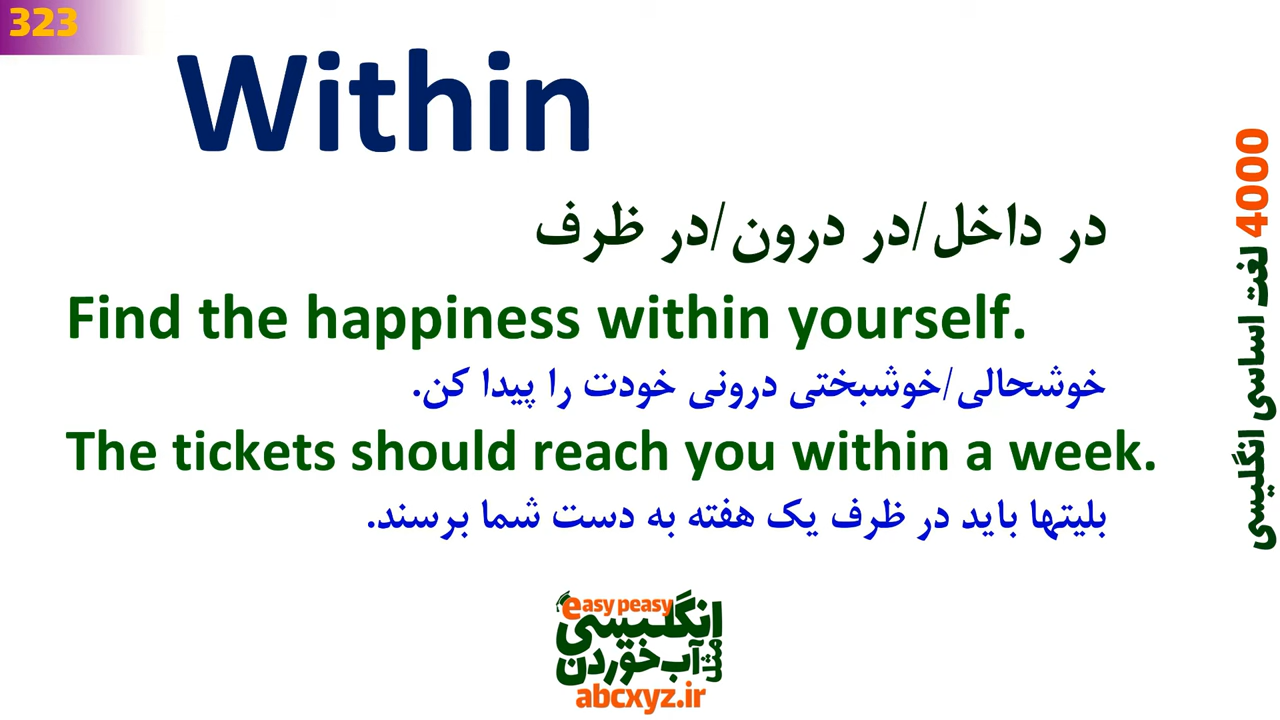 323
Within
در داخل/در درون/در ظرف
Find the happiness within yourself.
خوشحالی/خوشبختی درونی خودت را پیدا کن.
The tickets should reach you within a week.
بلیتها باید در ظرف یک هفته به دست شما برسند.
4000 لغت اساسی انگلیسی
easy peasy
انگلیسی
مثل آب خوردن
abcxyz.ir